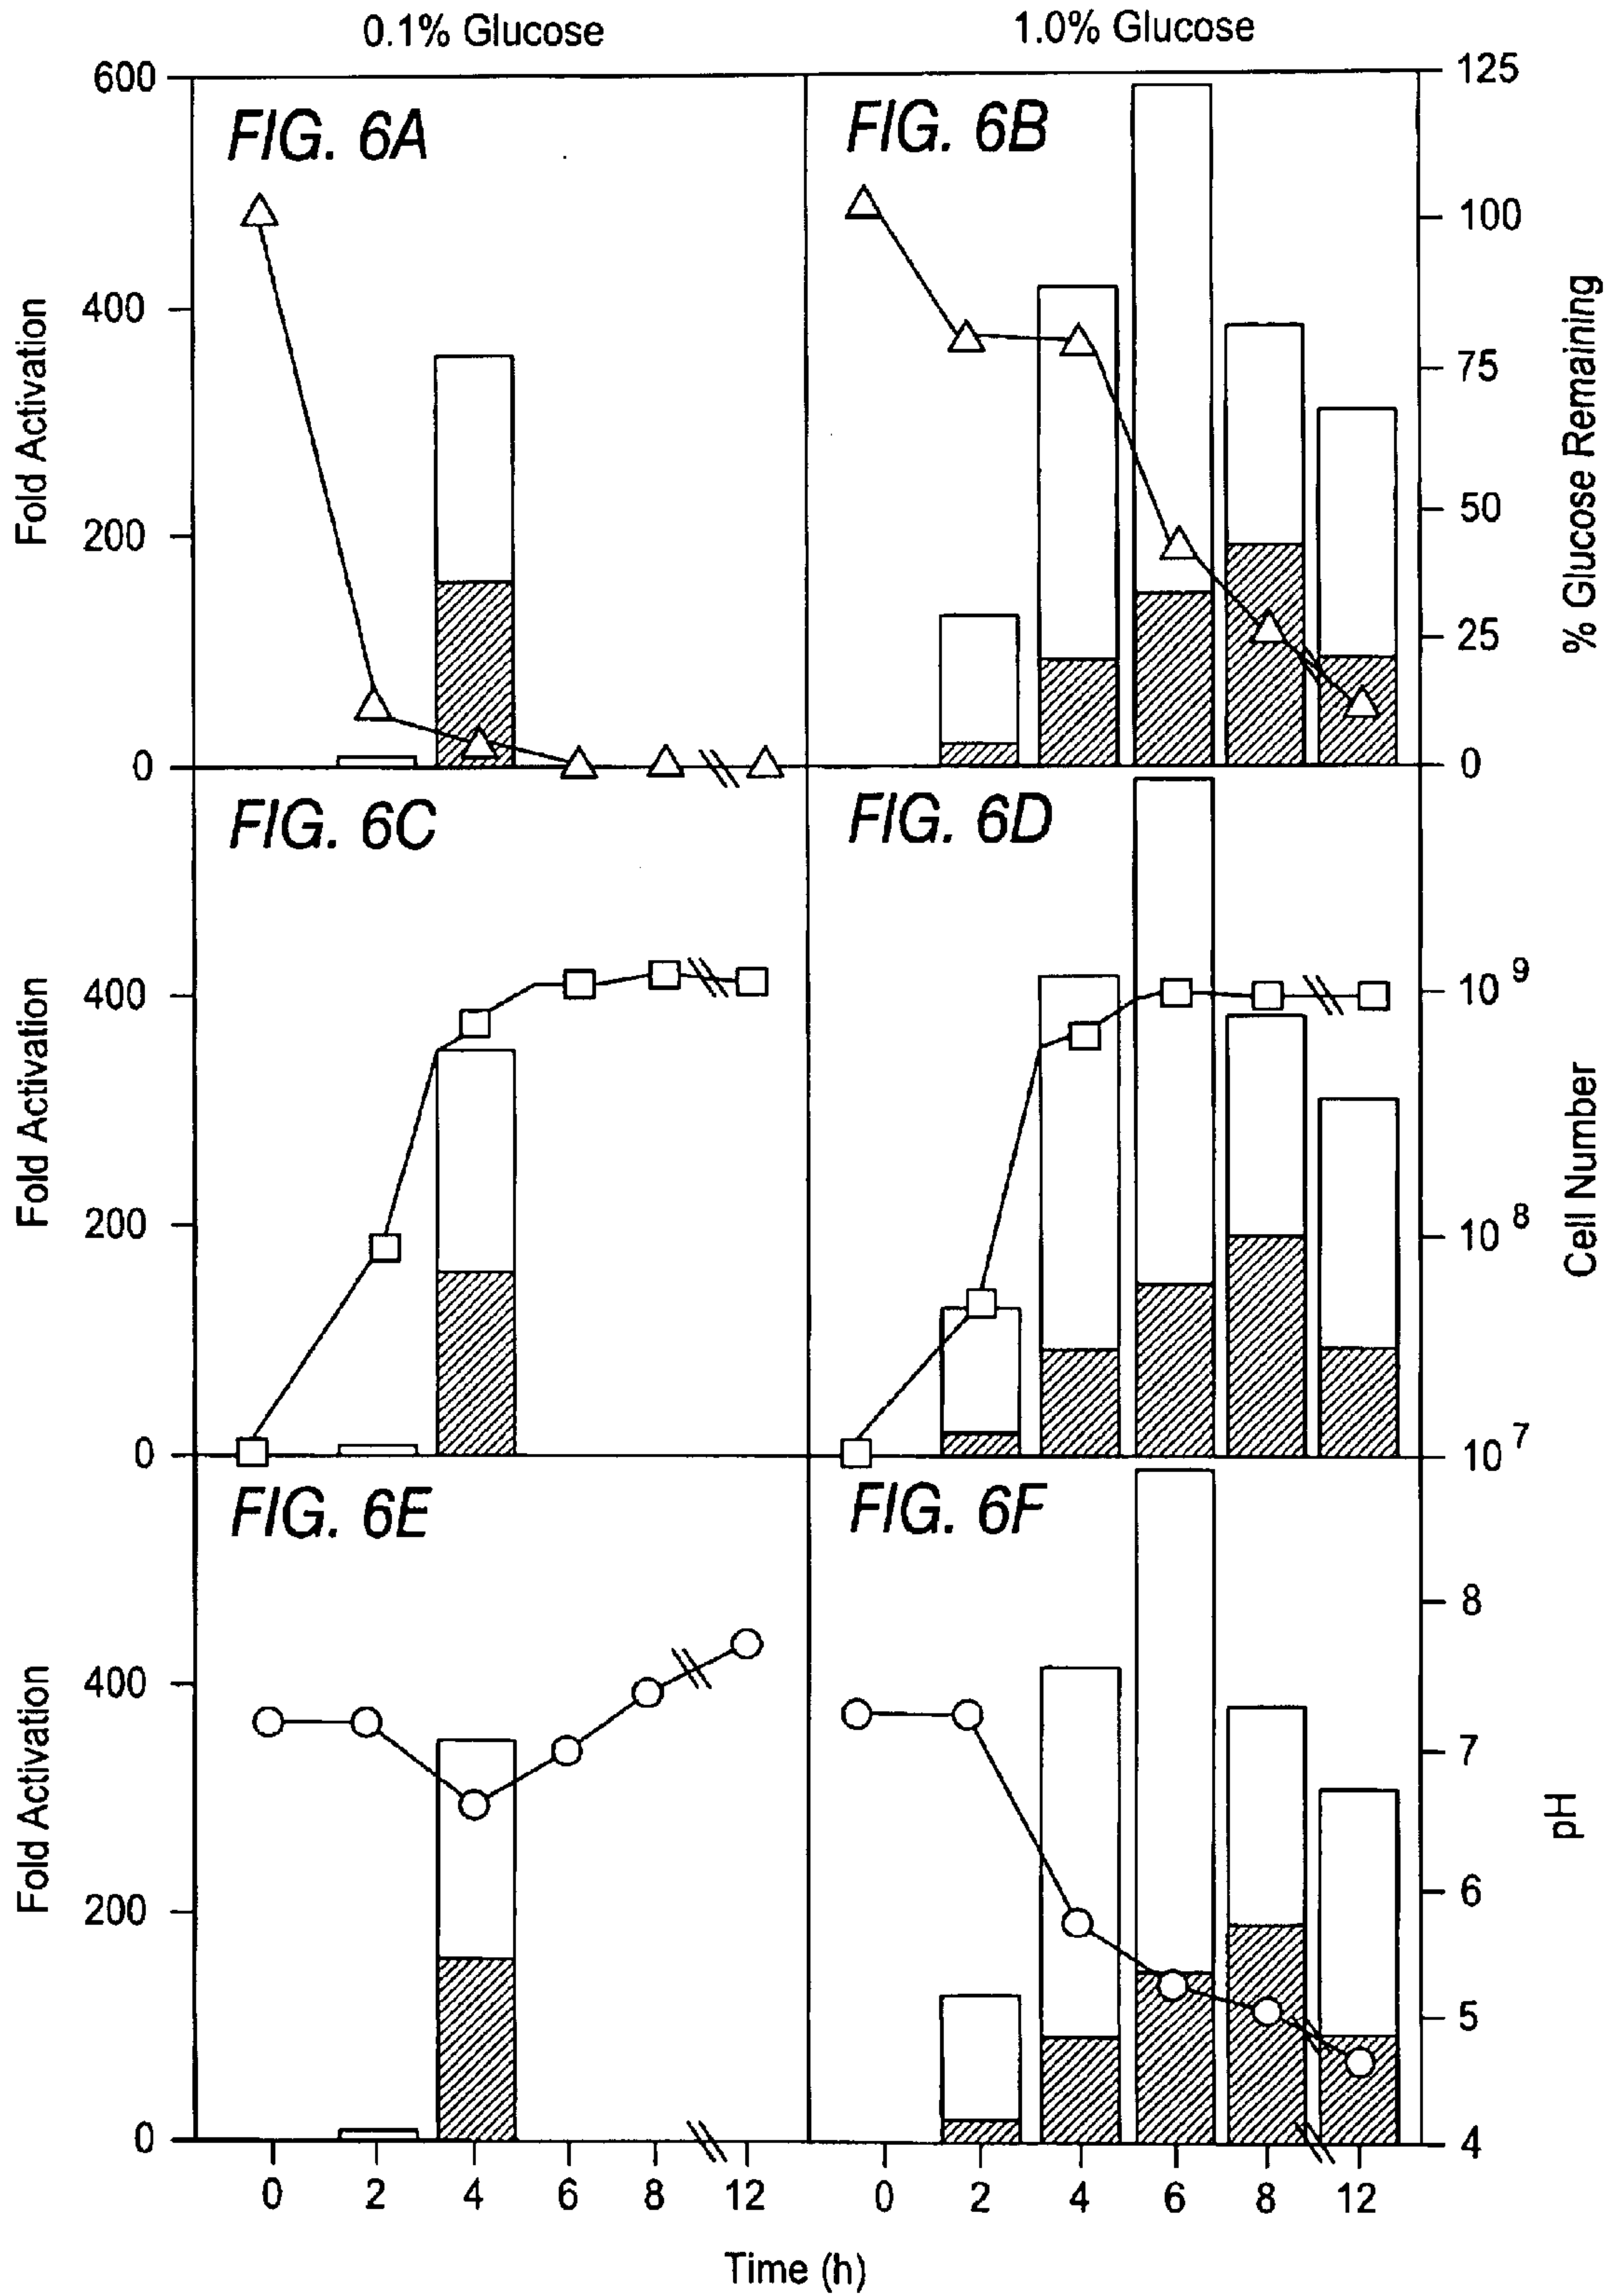 0.1% Glucose
1.0% Glucose
600
125
FIG. 6A
FIG. 6B
100
400
75
Fold Activation
% Glucose Remaining
50
200
25
0
0
FIG. 6C
FIG. 6D
400
10 9
Fold Activation
Cell Number
200
10 8
0
10 7
FIG. 6E
FIG. 6F
8
400
7
Fold Activation
pH
6
200
5
0
4
0 2 4 6 8 12
0 2 4 6 8 12
Time (h)